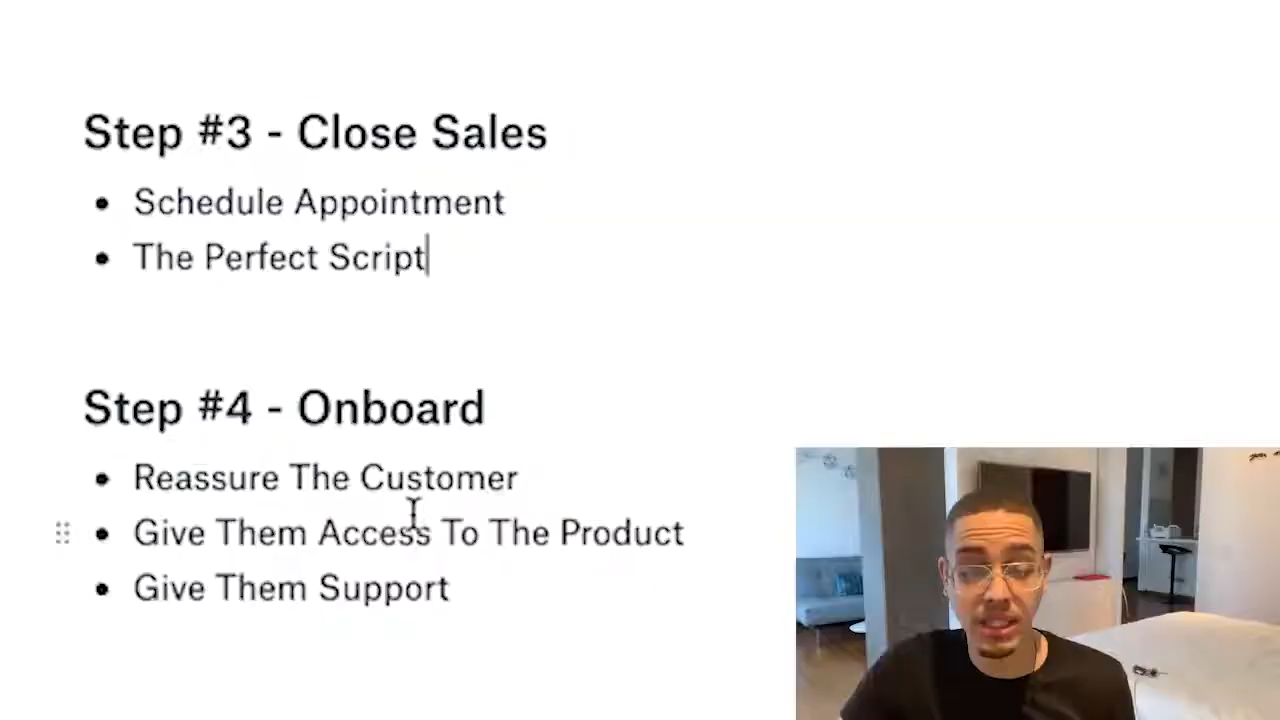 Step #3 - Close Sales
Schedule Appointment
The Perfect Script
Step #4 - Onboard
Reassure The Customer
Give Them Access To The Product
Give Them Support